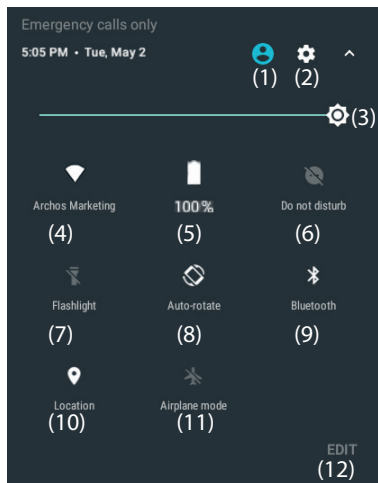 Emergency calls only
5:05 PM • Tue, May 2
(1) (2)
(3)
Archos Marketing 100% Do not disturb
(4) (5) (6)
Flashlight Auto-rotate Bluetooth
(7) (8) (9)
Location Airplane mode
(10) (11)
EDIT
(12)